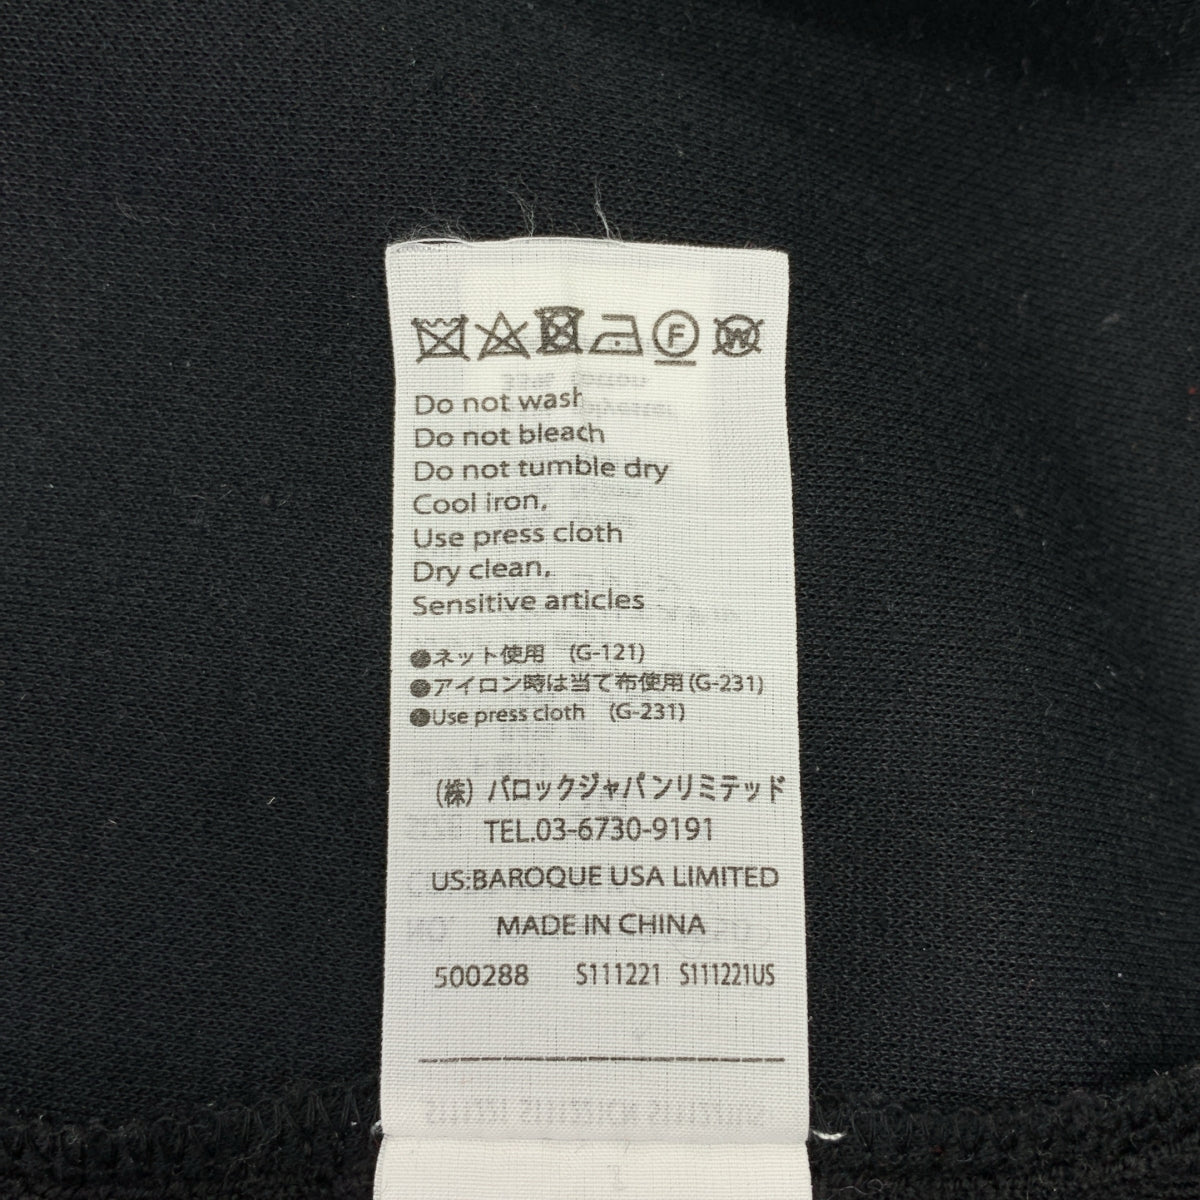 F W
Do not wash
Do not bleach
Do not tumble dry
Cool iron,
Use press cloth
Dry clean,
Sensitive articles
●ネット使用 (G-121)
●アイロン時は当て布使用(G-231)
●Use press cloth (G-231)
(株) バロックジャパンリミテッド
TEL.03-6730-9191
US:BAROQUE USA LIMITED
MADE IN CHINA
500288 S111221 S111221US